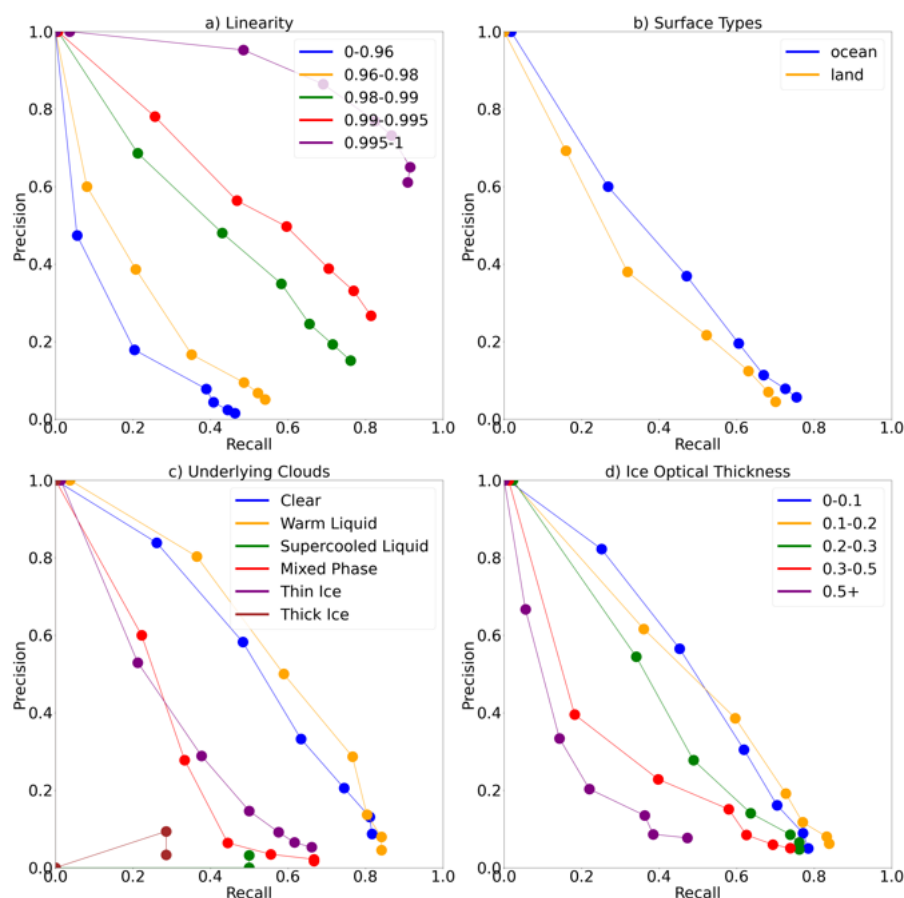 a) Linearity
1.0
0.8
0.6
0.4
0.2
0.0
Precision
0-0.96
0.96-0.98
0.98-0.99
0.99-0.995
0.995-1
0.0 0.2 0.4 0.6 0.8 1.0
Recall
b) Surface Types
1.0
0.8
0.6
0.4
0.2
0.0
Precision
ocean
land
0.0 0.2 0.4 0.6 0.8 1.0
Recall
c) Underlying Clouds
1.0
0.8
0.6
0.4
0.2
0.0
Precision
Clear
Warm Liquid
Supercooled Liquid
Mixed Phase
Thin Ice
Thick Ice
0.0 0.2 0.4 0.6 0.8 1.0
Recall
d) Ice Optical Thickness
1.0
0.8
0.6
0.4
0.2
0.0
Precision
0-0.1
0.1-0.2
0.2-0.3
0.3-0.5
0.5+
0.0 0.2 0.4 0.6 0.8 1.0
Recall